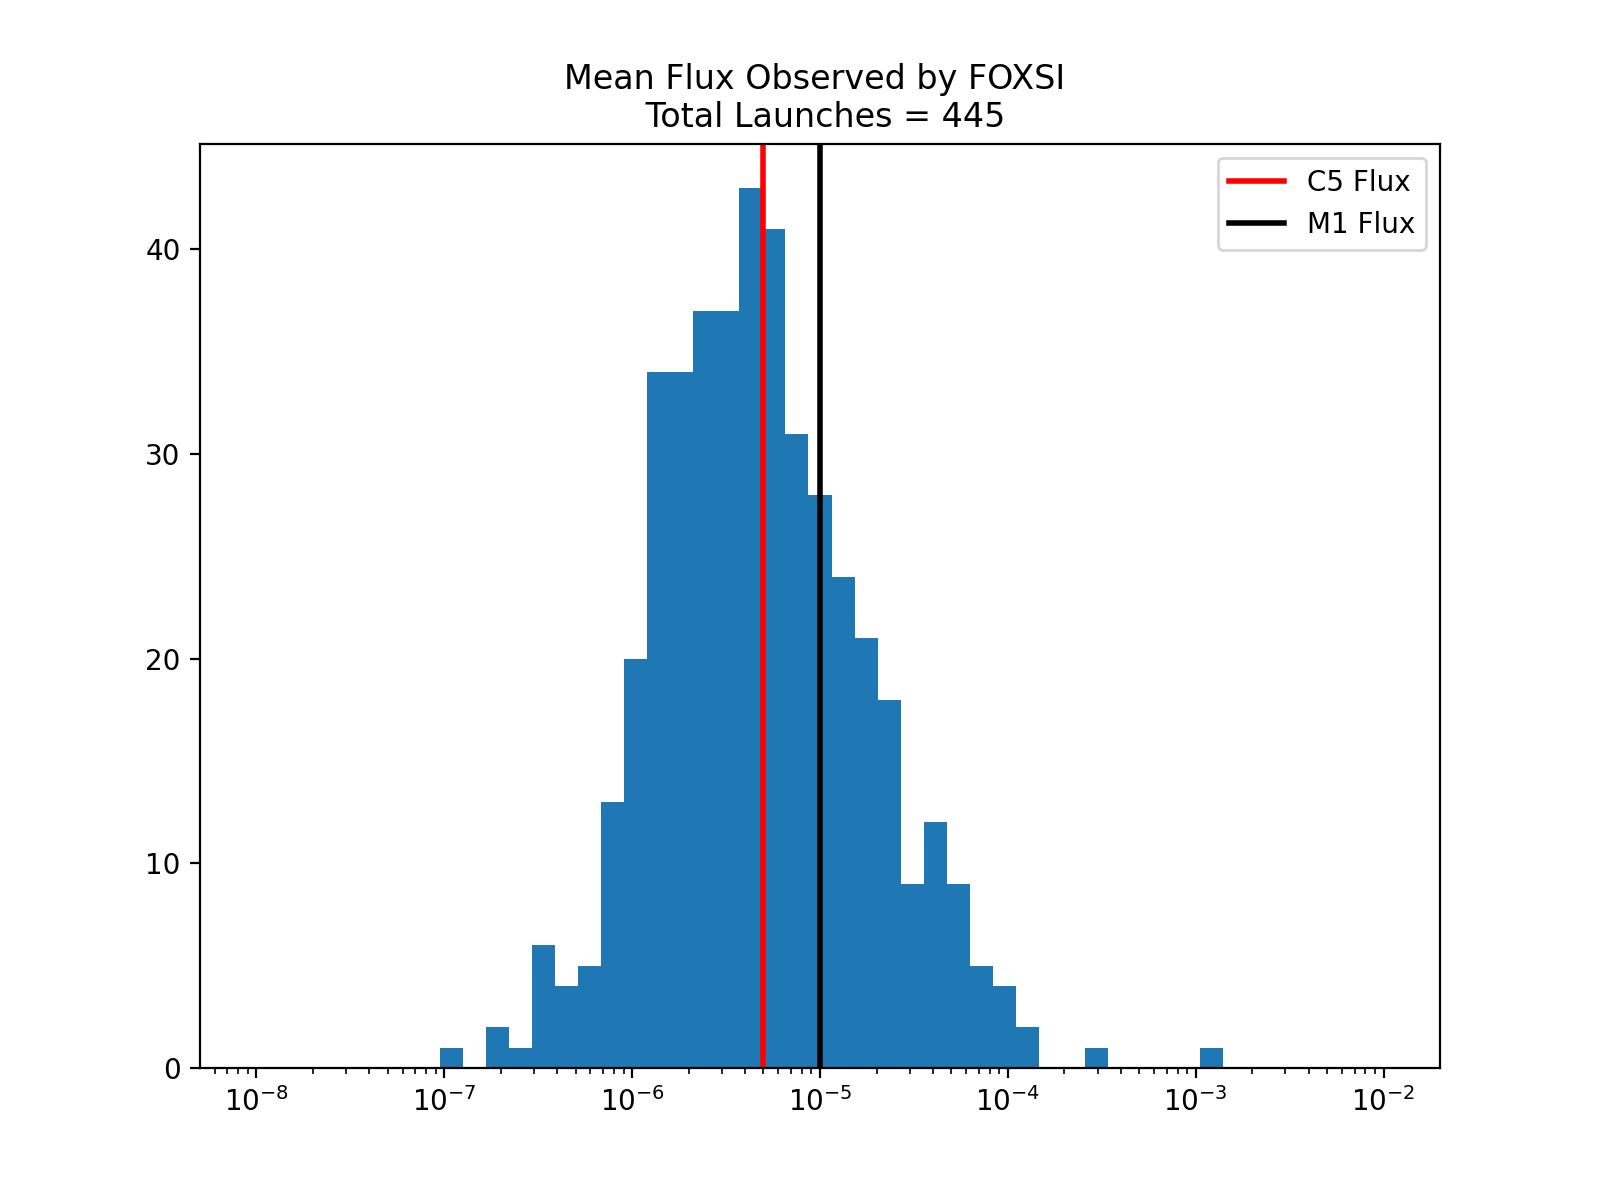 Mean Flux Observed by FOXSI
Total Launches = 445
C5 Flux
M1 Flux
40
30
20
10
0
10⁻⁸ 10⁻⁷ 10⁻⁶ 10⁻⁵ 10⁻⁴ 10⁻³ 10⁻²